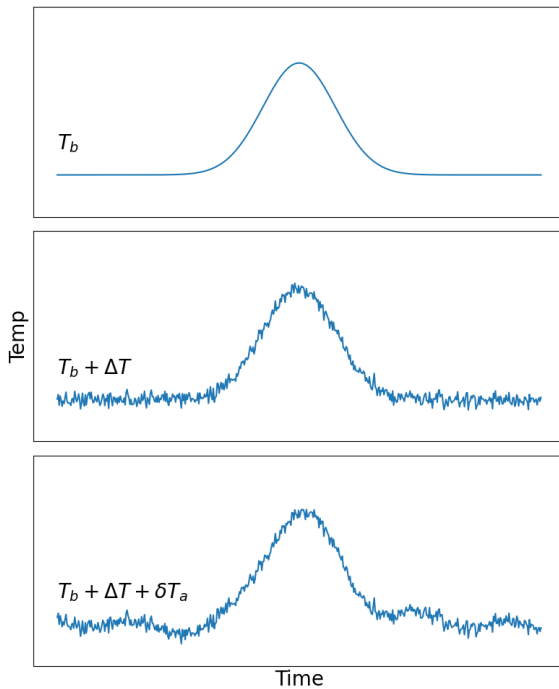 T_b
Temp
T_b + ΔT
T_b + ΔT + δT_a
Time